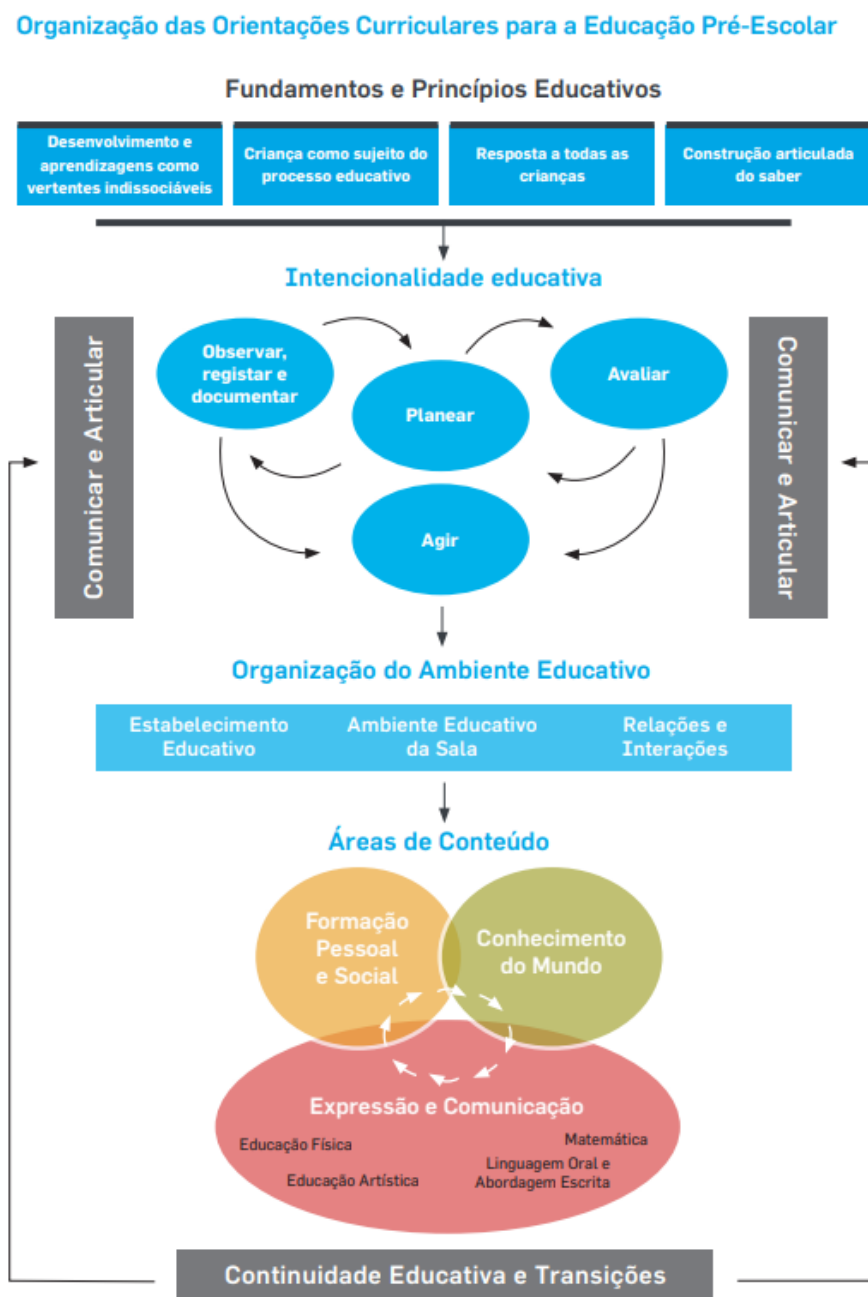 Organização das Orientações Curriculares para a Educação Pré-Escolar
Fundamentos e Princípios Educativos
Desenvolvimento e
aprendizagens como
vertentes indissociáveis
Criança como sujeito do
processo educativo
Resposta a todas as
crianças
Construção articulada
do saber
Intencionalidade educativa
Comunicar e Articular
Observar,
registar e
documentar
Planear
Avaliar
Agir
Comunicar e Articular
Organização do Ambiente Educativo
Estabelecimento
Educativo
Ambiente Educativo
da Sala
Relações e
Interações
Áreas de Conteúdo
Formação
Pessoal
e Social
Conhecimento
do Mundo
Expressão e Comunicação
Educação Física
Matemática
Educação Artística
Linguagem Oral e
Abordagem Escrita
Continuidade Educativa e Transições